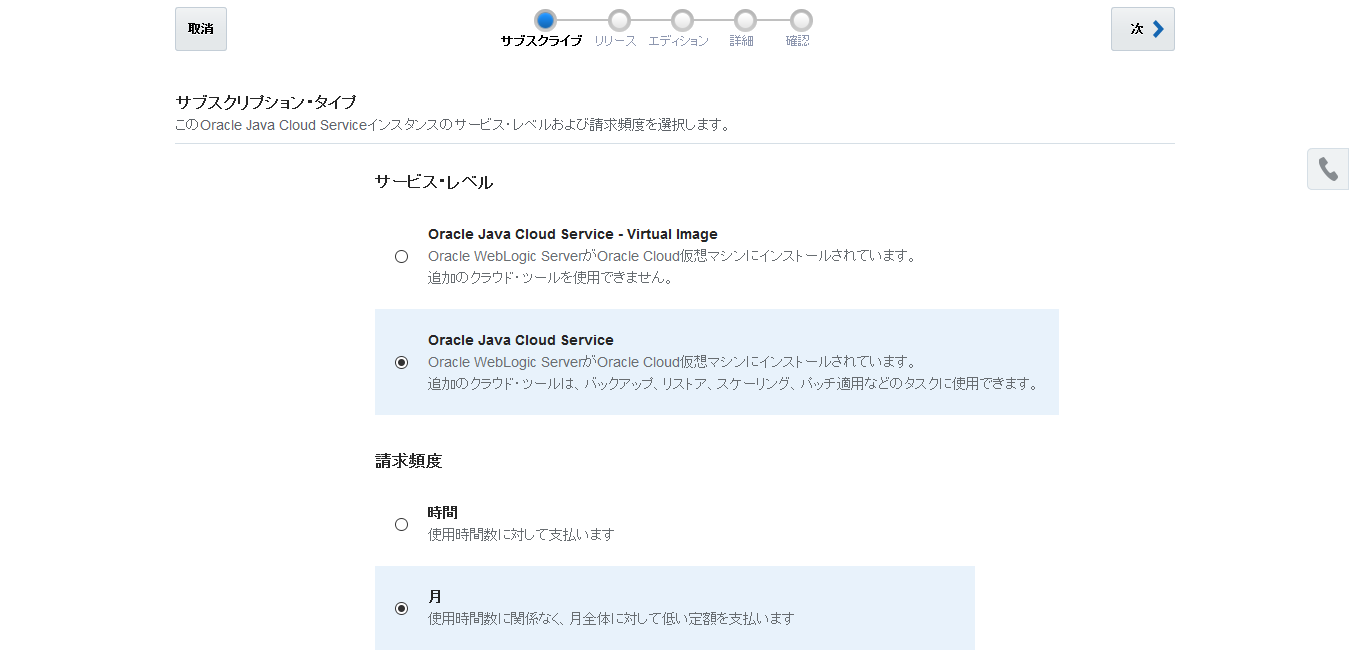 取消
サブスクライブ リリース エディション 詳細 確認
次
サブスクリプション・タイプ
このOracle Java Cloud Serviceインスタンスのサービス・レベルおよび請求頻度を選択します。
サービス・レベル
Oracle Java Cloud Service - Virtual Image
Oracle WebLogic ServerがOracle Cloud仮想マシンにインストールされています。
追加のクラウド・ツールを使用できません。
Oracle Java Cloud Service
Oracle WebLogic ServerがOracle Cloud仮想マシンにインストールされています。
追加のクラウド・ツールは、バックアップ、リストア、スケーリング、パッチ適用などのタスクに使用できます。
請求頻度
時間
使用時間数に対して支払います
月
使用時間数に関係なく、月全体に対して低い定額を支払います